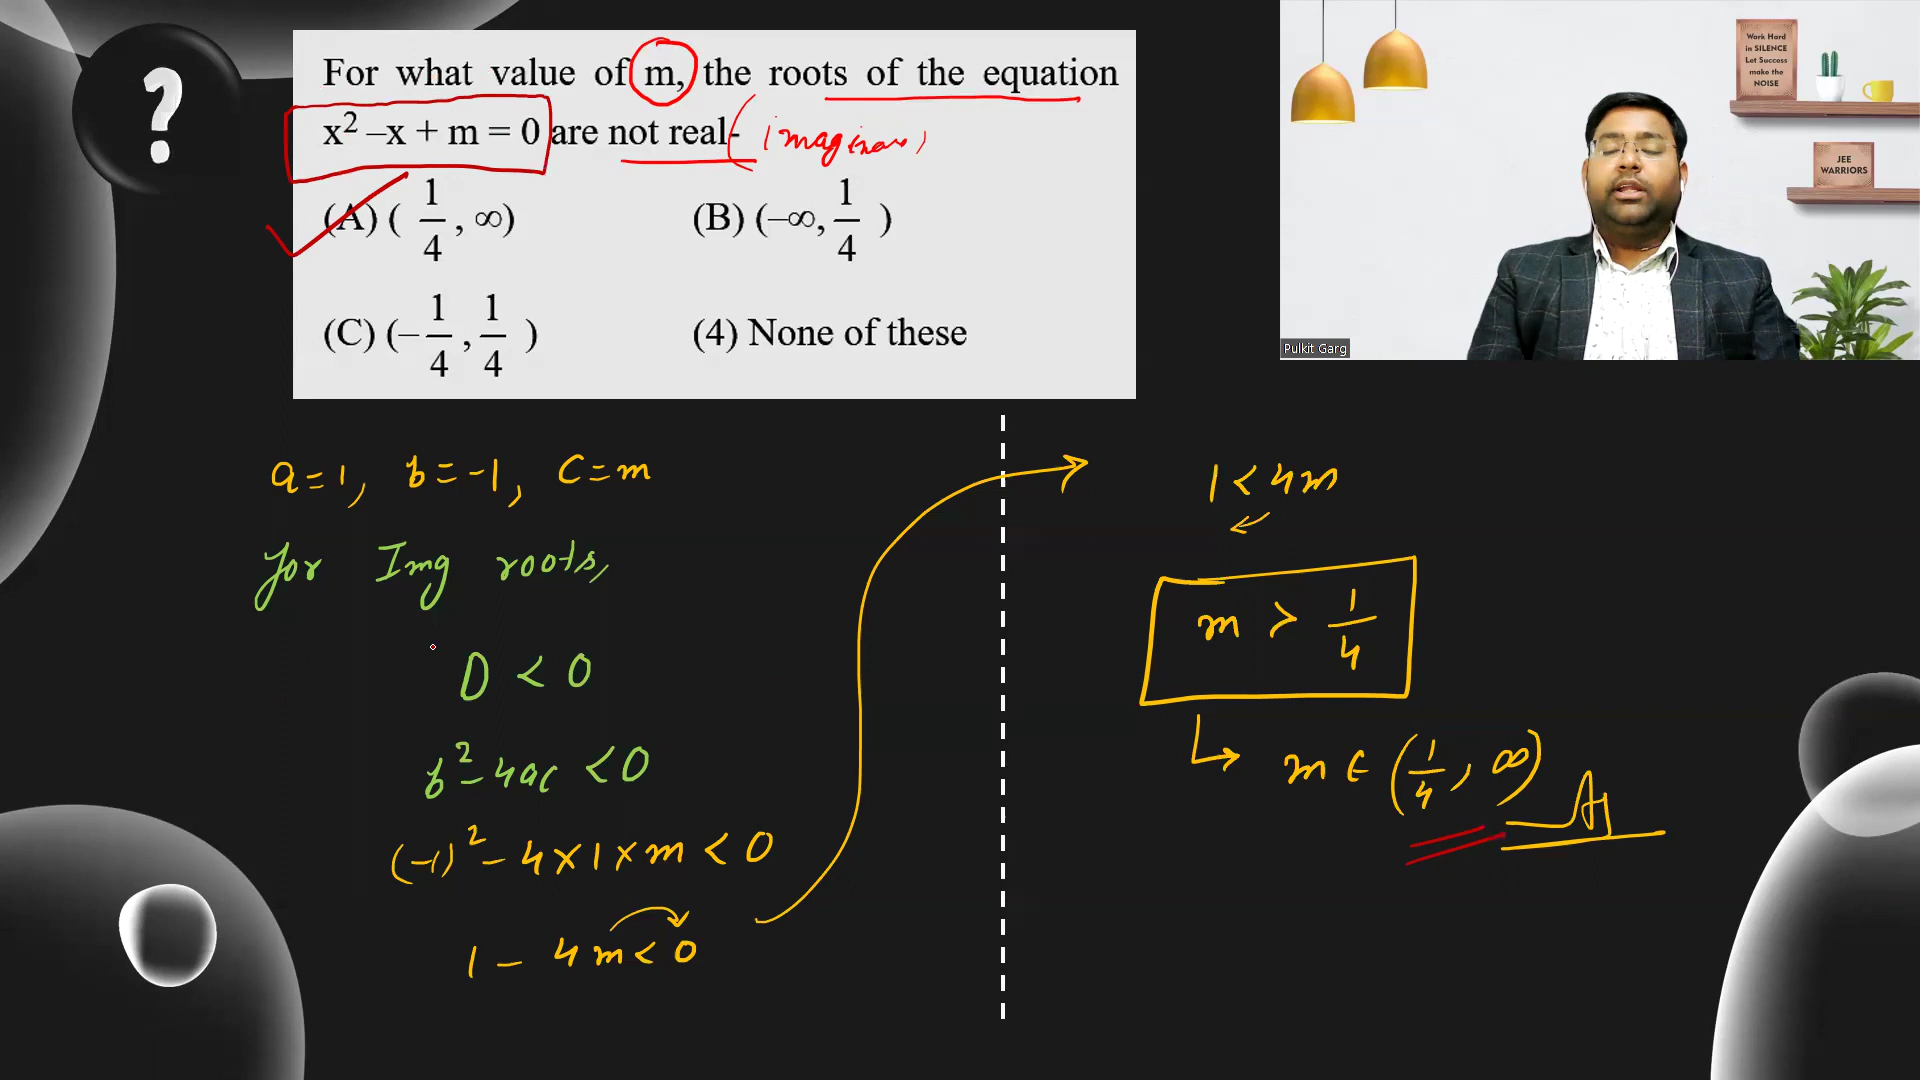 ?
For what value of m, the roots of the equation
x² –x + m = 0 are not real-
(A) ( 1/4 , ∞)
(B) (–∞, 1/4 )
(C) (– 1/4 , 1/4 )
(4) None of these
Work Hard
in SILENCE
Let Success
make the
NOISE
JEE
WARRIORS
Pulkit Garg
a=1, b=-1, c=m
for Img roots,
D < 0
b²-4ac < 0
(-1)² - 4×1×m < 0
1 - 4m < 0
1 < 4m
m > 1/4
m ∈ (1/4, ∞)